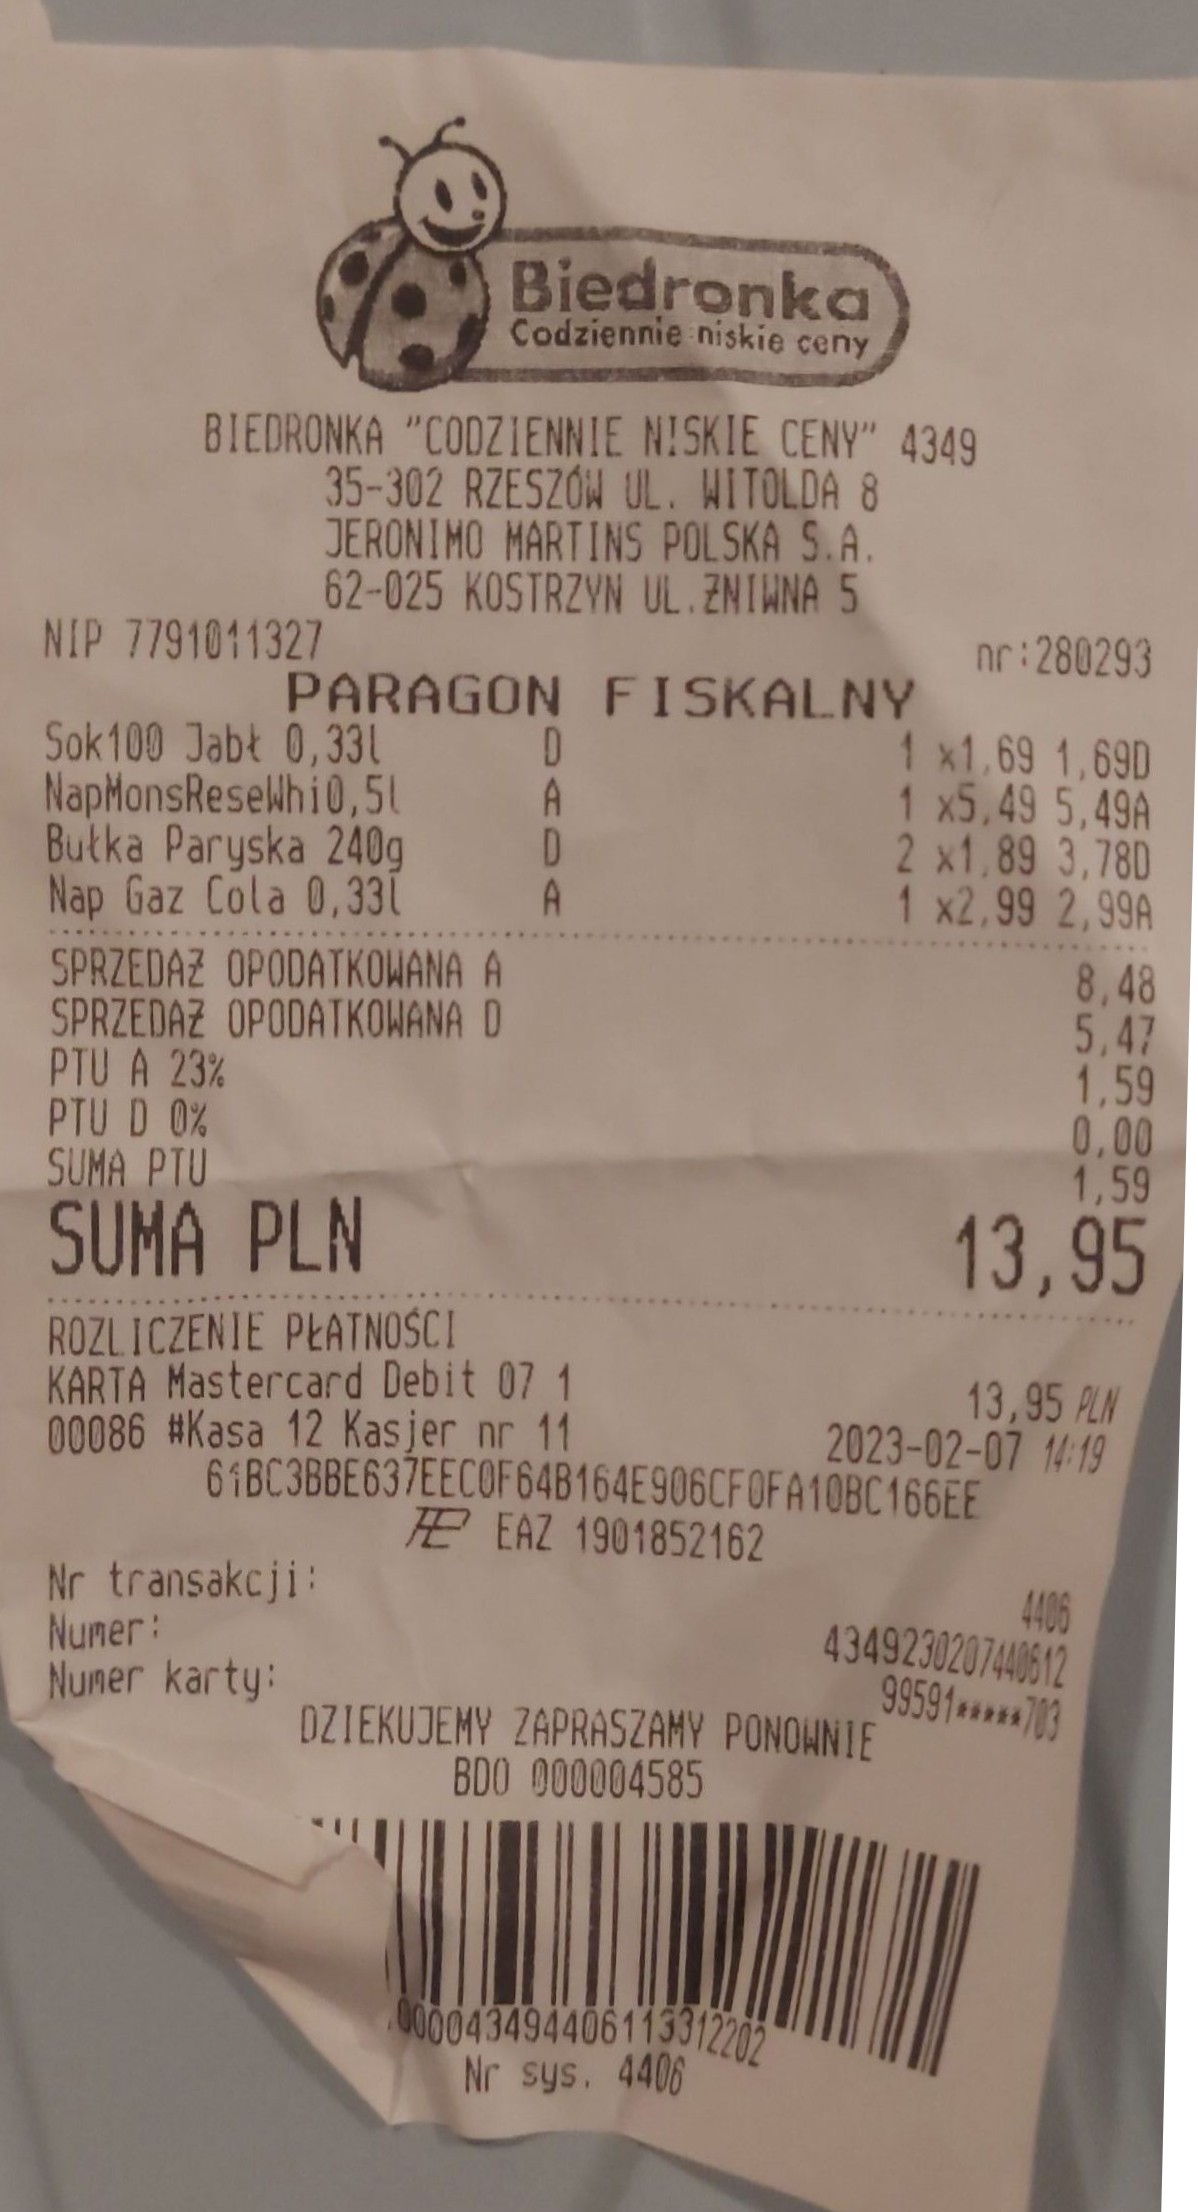 Biedronka
Codziennie niskie ceny
BIEDRONKA "CODZIENNIE NISKIE CENY" 4349
35-302 RZESZÓW UL. WITOLDA 8
JERONIMO MARTINS POLSKA S.A.
62-025 KOSTRZYN UL.ŻNIWNA 5
NIP 7791011327 nr:280293
PARAGON FISKALNY
Sok100 Jabł 0,33l D 1 x1,69 1,69D
NapMonsReseWhi0,5l A 1 x5,49 5,49A
Bułka Paryska 240g D 2 x1,89 3,78D
Nap Gaz Cola 0,33l A 1 x2,99 2,99A
SPRZEDAŻ OPODATKOWANA A 8,48
SPRZEDAŻ OPODATKOWANA D 5,47
PTU A 23% 1,59
PTU D 0% 0,00
SUMA PTU 1,59
SUMA PLN 13,95
ROZLICZENIE PŁATNOŚCI
KARTA Mastercard Debit 07 1 13,95 PLN
00086 #Kasa 12 Kasjer nr 11 2023-02-07 14:19
61BC3BBE637EEC0F64B164E906CF0FA10BC166EE
EAZ 1901852162
Nr transakcji: 4406
Numer: 4349230207440612
Numer karty: 99591*****703
DZIEKUJEMY ZAPRASZAMY PONOWNIE
BDO 000004585
00004349440611331 2202
Nr sys. 4406